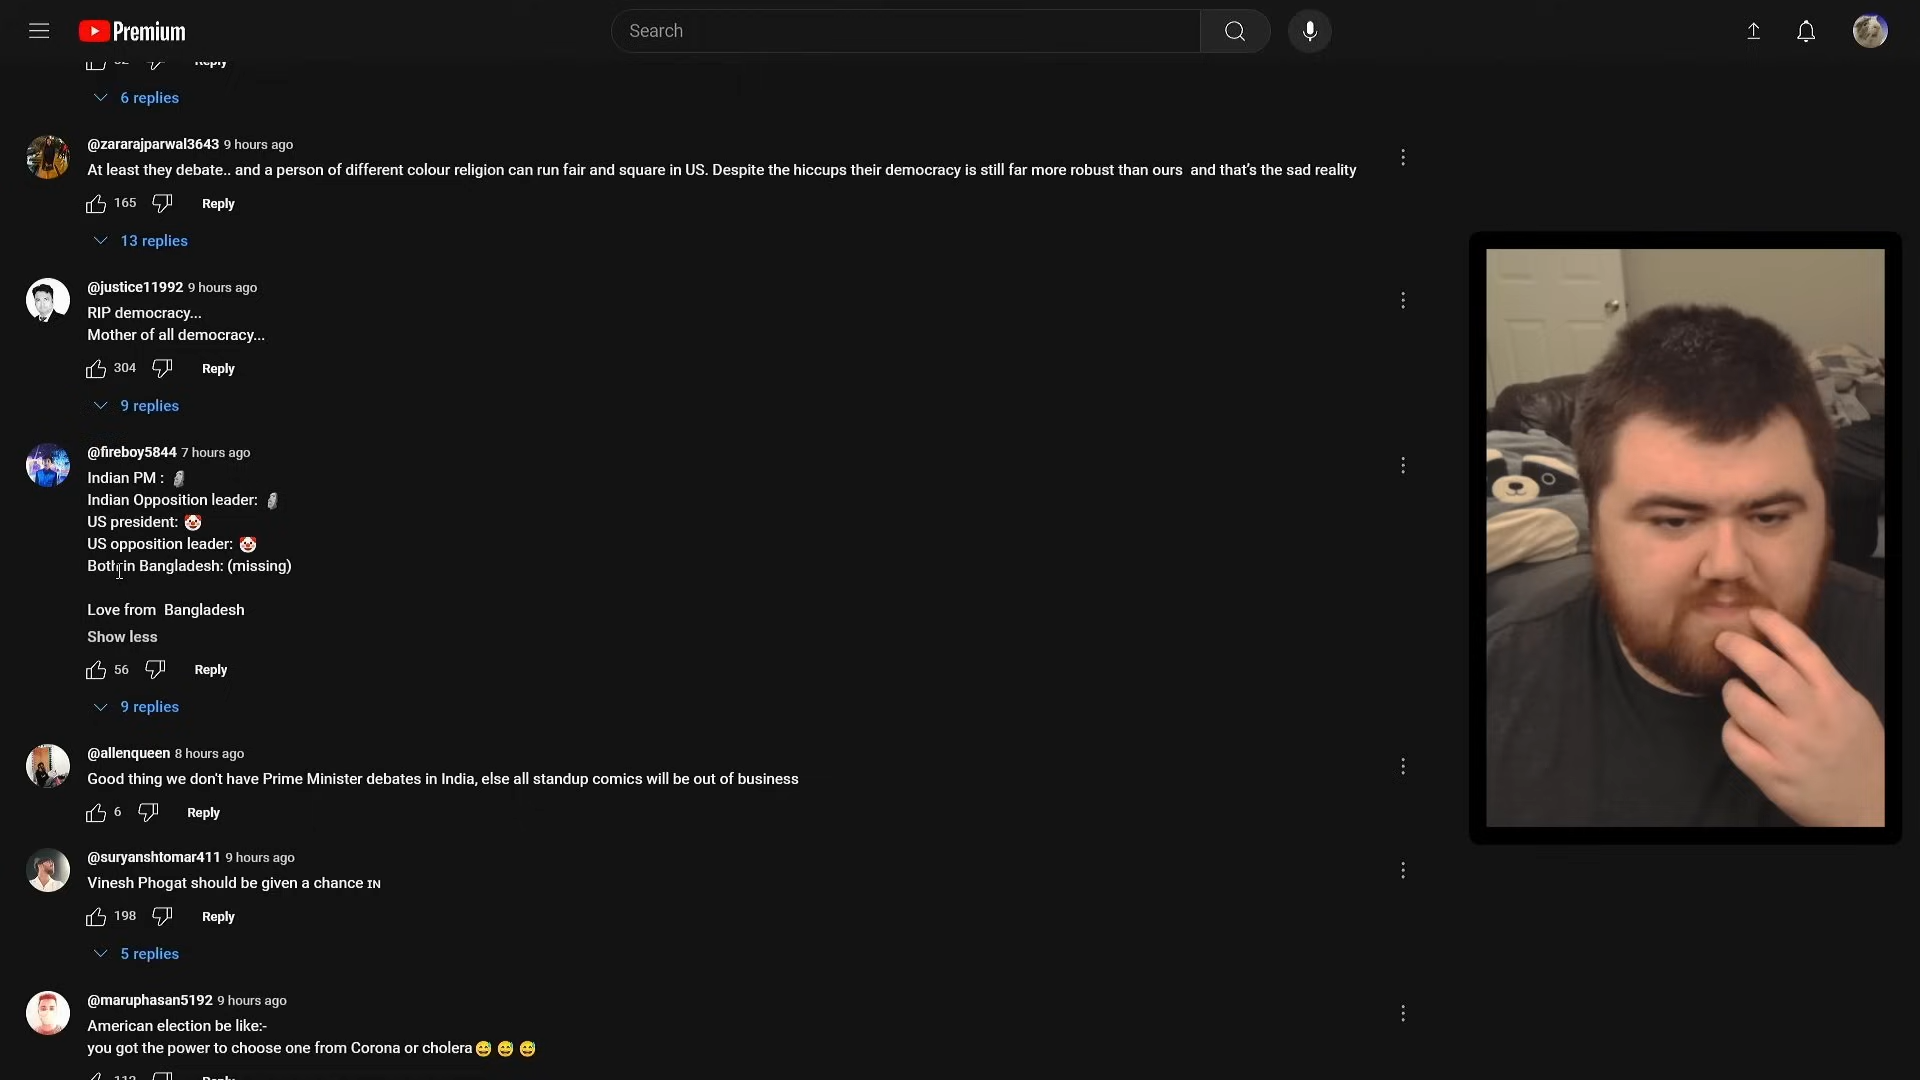 Premium
Search
Reply
6 replies
@zararajparwal3643 9 hours ago
At least they debate.. and a person of different colour religion can run fair and square in US. Despite the hiccups their democracy is still far more robust than ours  and that's the sad reality
165 Reply
13 replies
@justice11992 9 hours ago
RIP democracy...
Mother of all democracy...
304 Reply
9 replies
@fireboy5844 7 hours ago
Indian PM : 🗿
Indian Opposition leader: 🗿
US president: 🤡
US opposition leader: 🤡
Both in Bangladesh: (missing)
Love from  Bangladesh
Show less
56 Reply
9 replies
@allenqueen 8 hours ago
Good thing we don't have Prime Minister debates in India, else all standup comics will be out of business
6 Reply
@suryanshtomar411 9 hours ago
Vinesh Phogat should be given a chance ɪɴ
198 Reply
5 replies
@maruphasan5192 9 hours ago
American election be like:-
you got the power to choose one from Corona or cholera😅 😅 😅
Reply